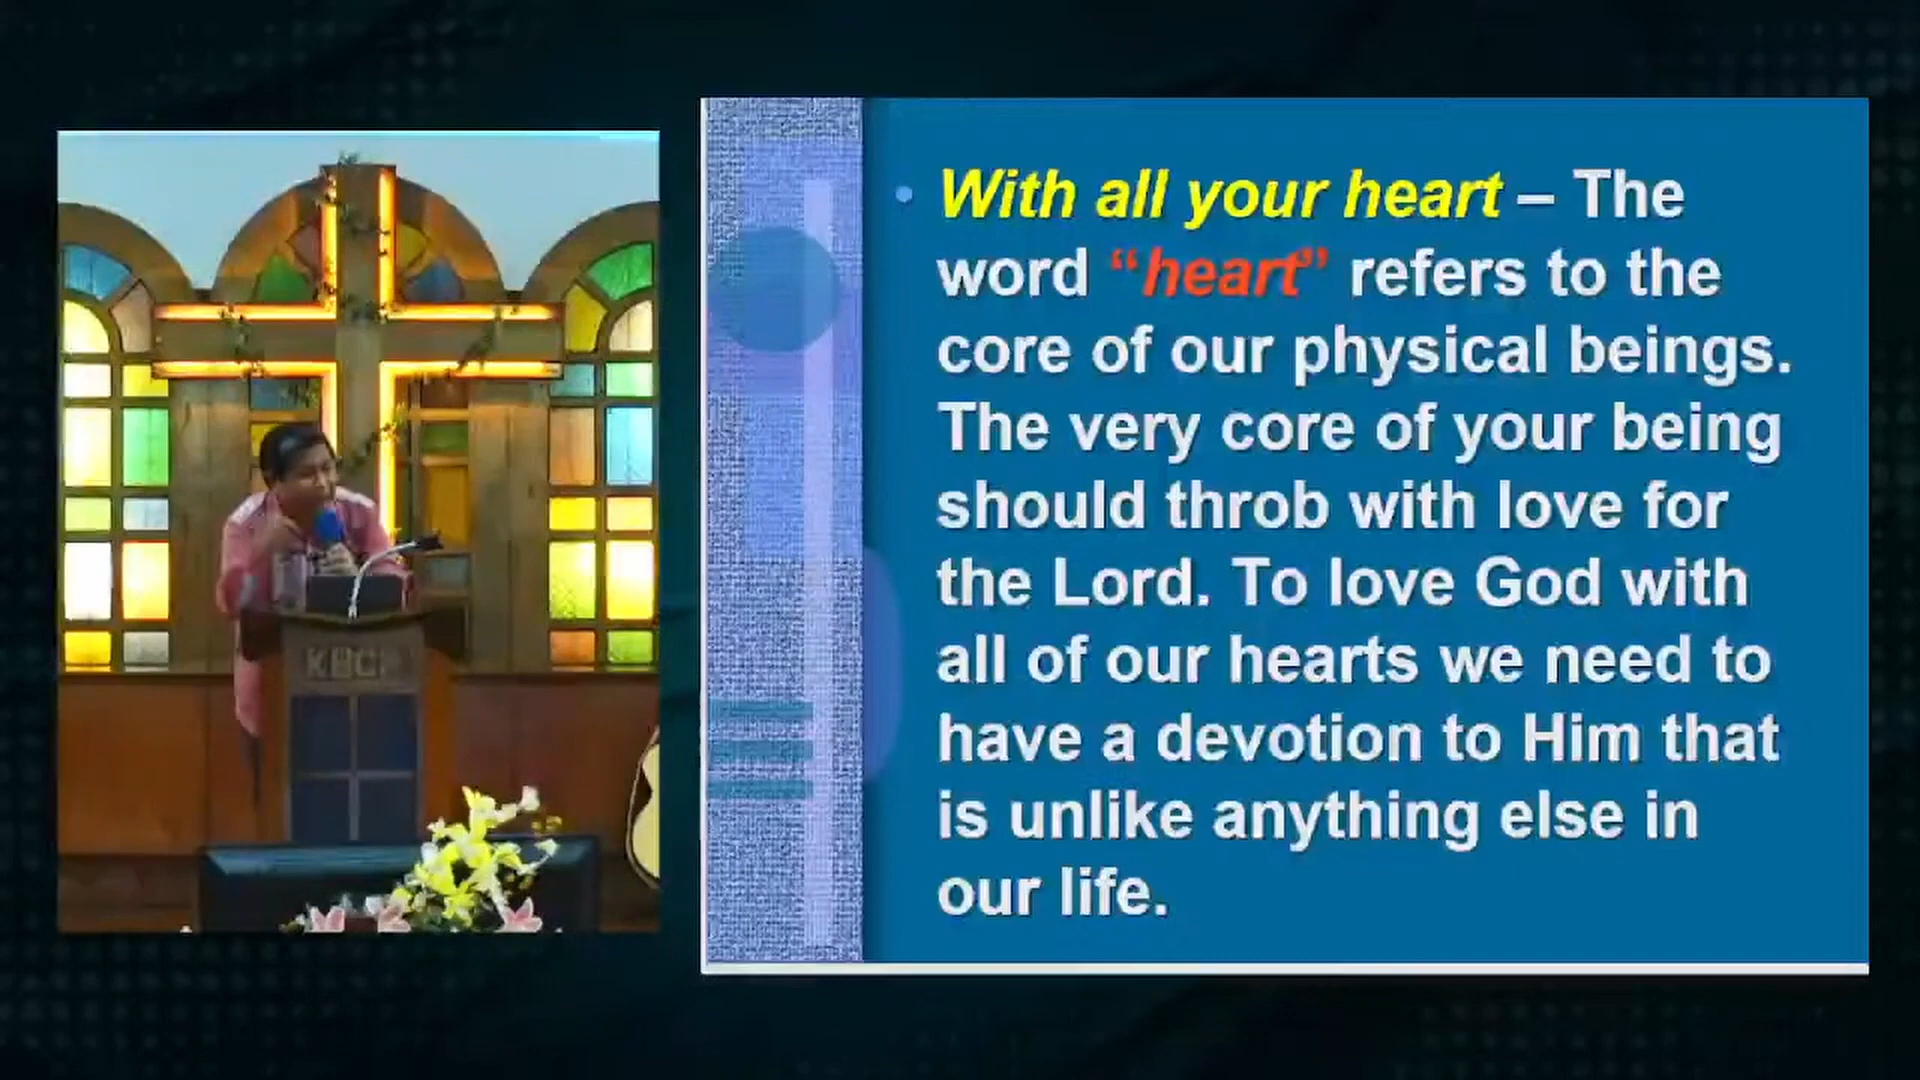 • With all your heart – The
word “heart” refers to the
core of our physical beings.
The very core of your being
should throb with love for
the Lord. To love God with
all of our hearts we need to
have a devotion to Him that
is unlike anything else in
our life.